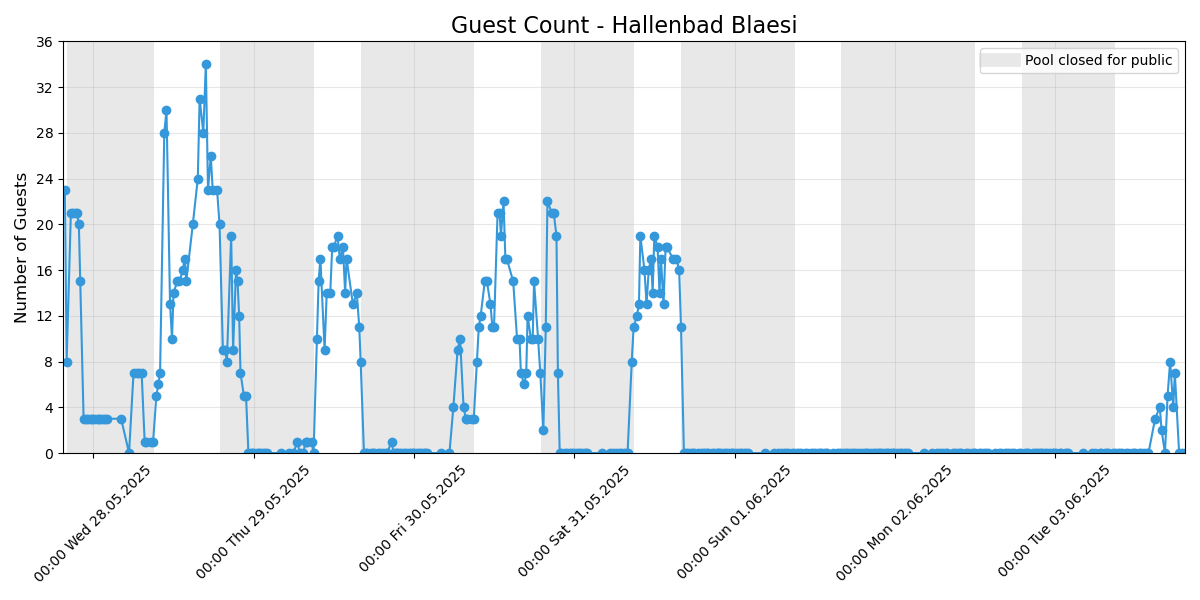 Guest Count - Hallenbad Blaesi
Pool closed for public
Number of Guests
36
32
28
24
20
16
12
8
4
0
00:00 Wed 28.05.2025
00:00 Thu 29.05.2025
00:00 Fri 30.05.2025
00:00 Sat 31.05.2025
00:00 Sun 01.06.2025
00:00 Mon 02.06.2025
00:00 Tue 03.06.2025